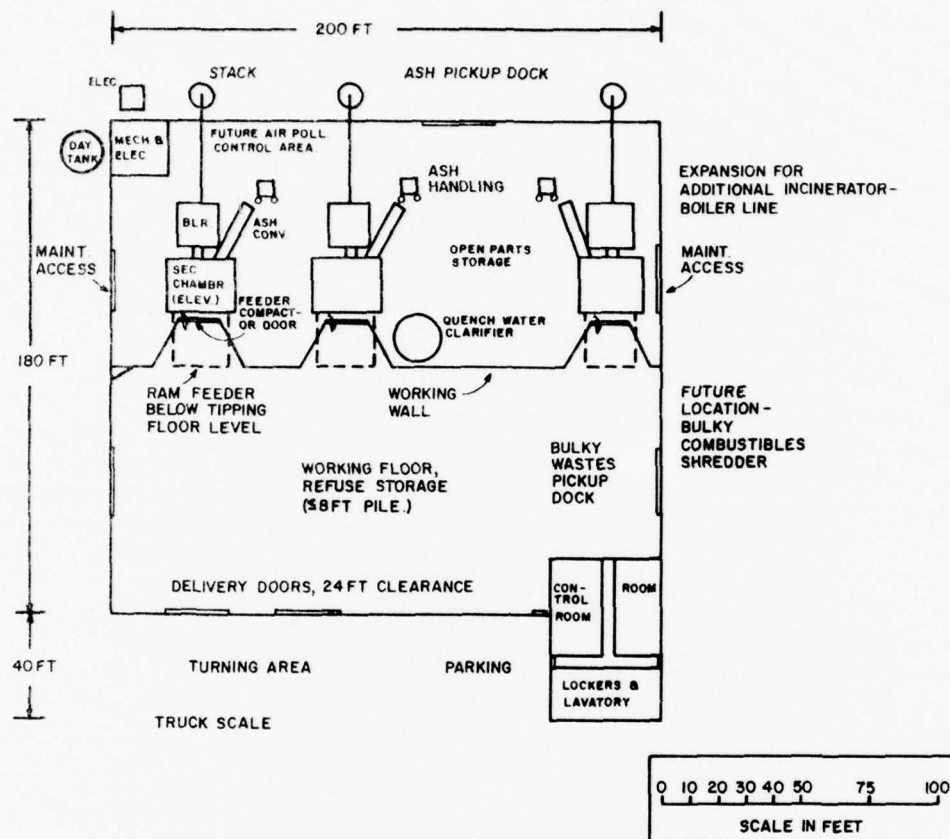 200 FT
STACK
ASH PICKUP DOCK
ELEC
DAY
TANK
MECH &
ELEC
FUTURE AIR POLL.
CONTROL AREA.
ASH
HANDLING
EXPANSION FOR
ADDITIONAL INCINERATOR-
BOILER LINE
BLR.
ASH
CONV.
MAINT.
ACCESS
OPEN PARTS
STORAGE
MAINT.
ACCESS
SEC
CHAMBR
(ELEV.)
FEEDER
COMPACT-
OR DOOR
QUENCH WATER
CLARIFIER
180 FT
RAM FEEDER
BELOW TIPPING
FLOOR LEVEL
WORKING
WALL
FUTURE
LOCATION-
BULKY
COMBUSTIBLES
SHREDDER
WORKING FLOOR,
REFUSE STORAGE
(≤8FT PILE.)
BULKY
WASTES
PICKUP
DOCK
DELIVERY DOORS, 24 FT CLEARANCE
CON-
TROL
ROOM
ROOM
40 FT
TURNING AREA
PARKING
LOCKERS &
LAVATORY
TRUCK SCALE
0 10 20 30 40 50 75 100
SCALE IN FEET